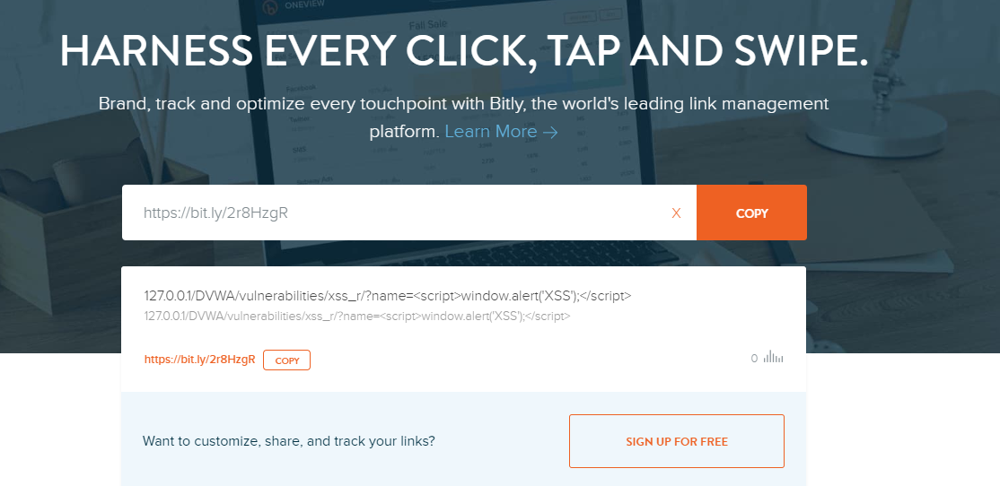 ONEVIEW
Fall Sale
HARNESS EVERY CLICK, TAP AND SWIPE.
Brand, track and optimize every touchpoint with Bitly, the world's leading link management
platform. Learn More →
https://bit.ly/2r8HzgR X COPY
127.0.0.1/DVWA/vulnerabilities/xss_r/?name=<script>window.alert('XSS');</script>
127.0.0.1/DVWA/vulnerabilities/xss_r/?name=<script>window.alert('XSS');</script>
https://bit.ly/2r8HzgR COPY 0
Want to customize, share, and track your links? SIGN UP FOR FREE